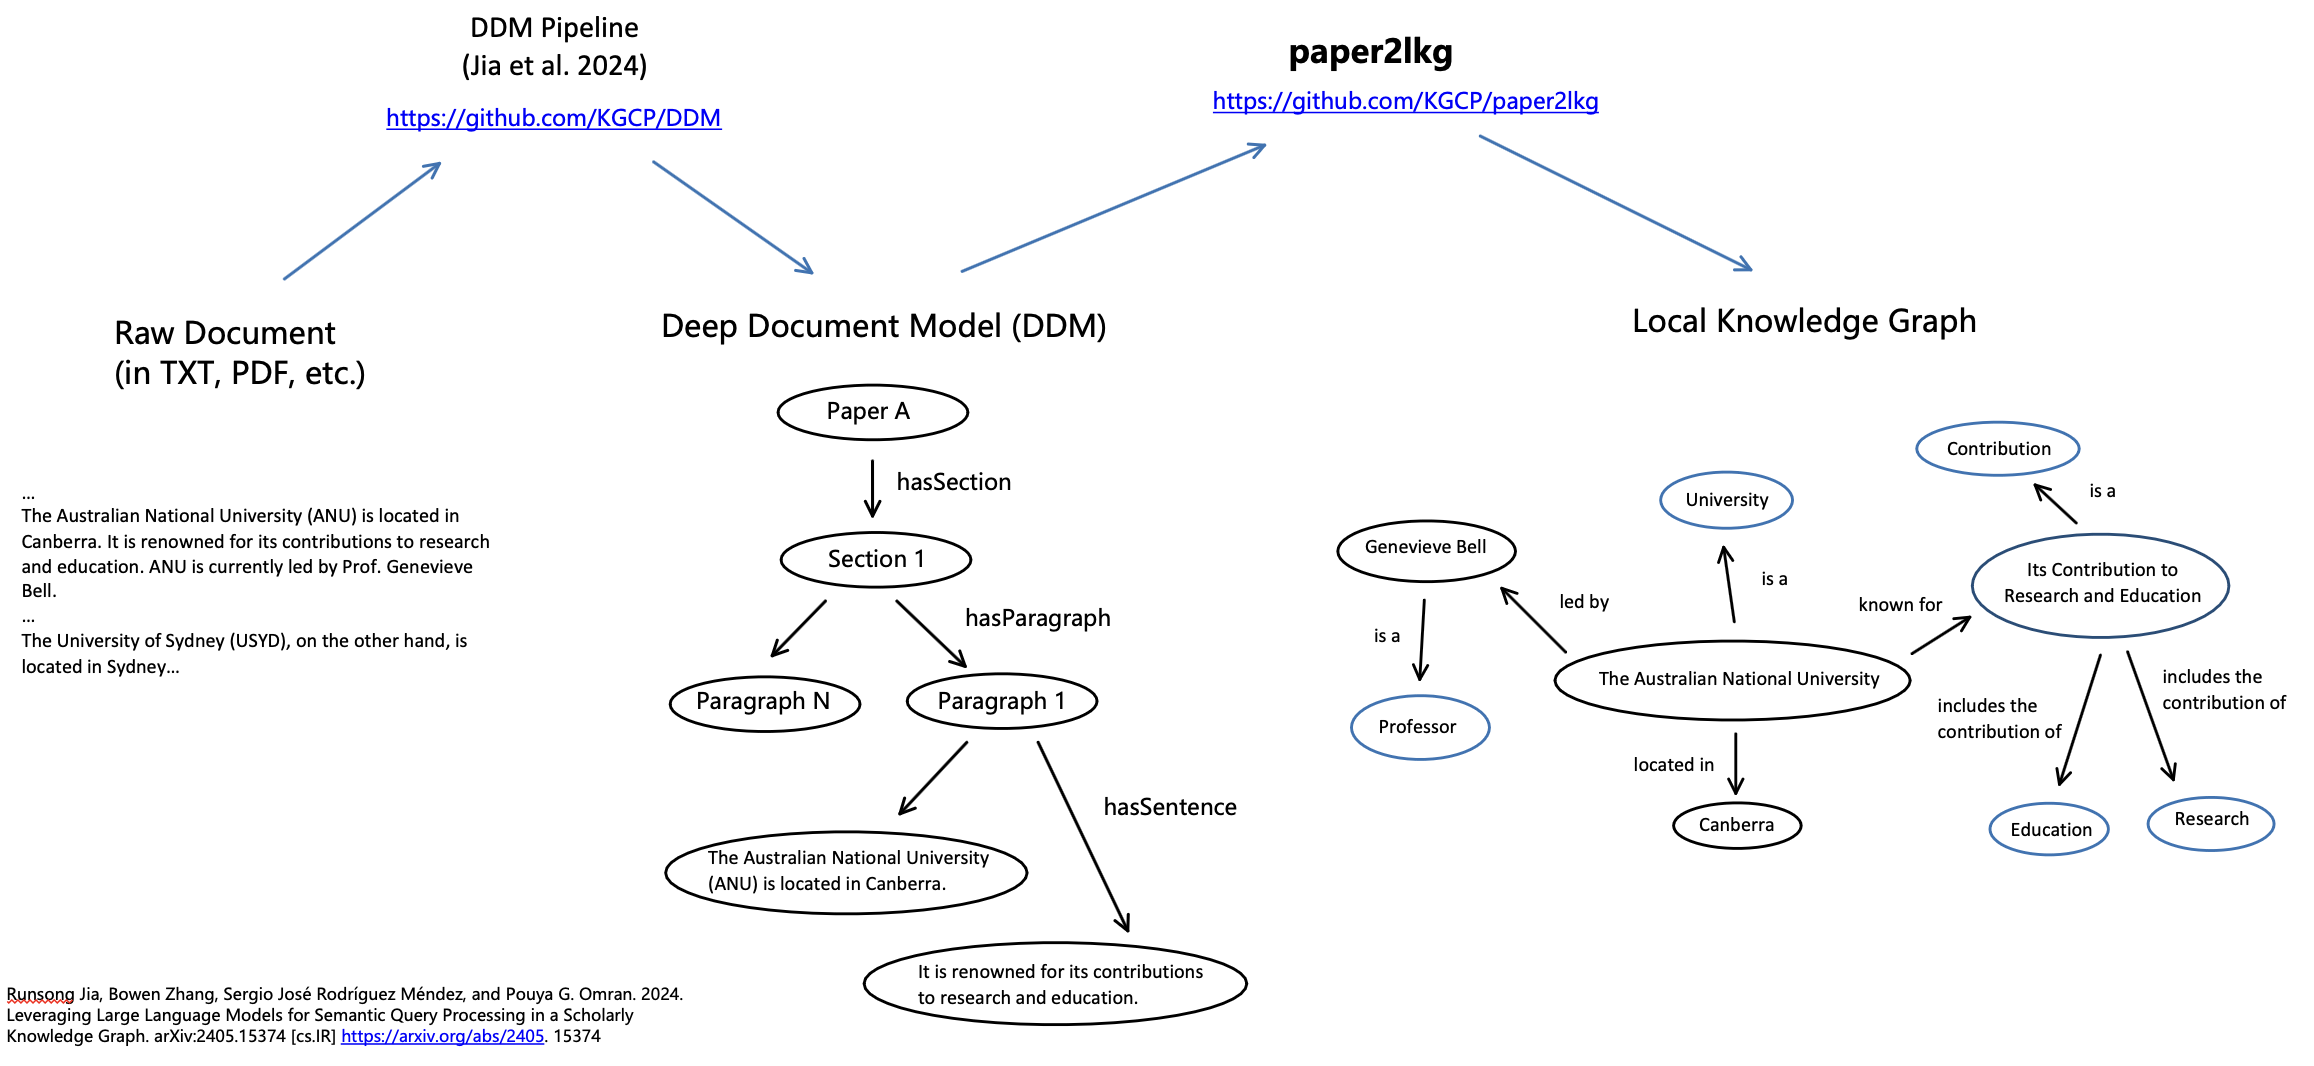 DDM Pipeline
(Jia et al. 2024)
https://github.com/KGCP/DDM
paper2lkg
https://github.com/KGCP/paper2lkg
Raw Document
(in TXT, PDF, etc.)
...
The Australian National University (ANU) is located in
Canberra. It is renowned for its contributions to research
and education. ANU is currently led by Prof. Genevieve
Bell.
...
The University of Sydney (USYD), on the other hand, is
located in Sydney...
Deep Document Model (DDM)
Paper A
hasSection
Section 1
hasParagraph
Paragraph N
Paragraph 1
hasSentence
The Australian National University
(ANU) is located in Canberra.
It is renowned for its contributions
to research and education.
Local Knowledge Graph
Contribution
is a
University
Genevieve Bell
is a
Its Contribution to
Research and Education
led by
known for
is a
The Australian National University
Professor
includes the
contribution of
includes the
contribution of
located in
Canberra
Education
Research
Runsong Jia, Bowen Zhang, Sergio José Rodríguez Méndez, and Pouya G. Omran. 2024.
Leveraging Large Language Models for Semantic Query Processing in a Scholarly
Knowledge Graph. arXiv:2405.15374 [cs.IR] https://arxiv.org/abs/2405. 15374